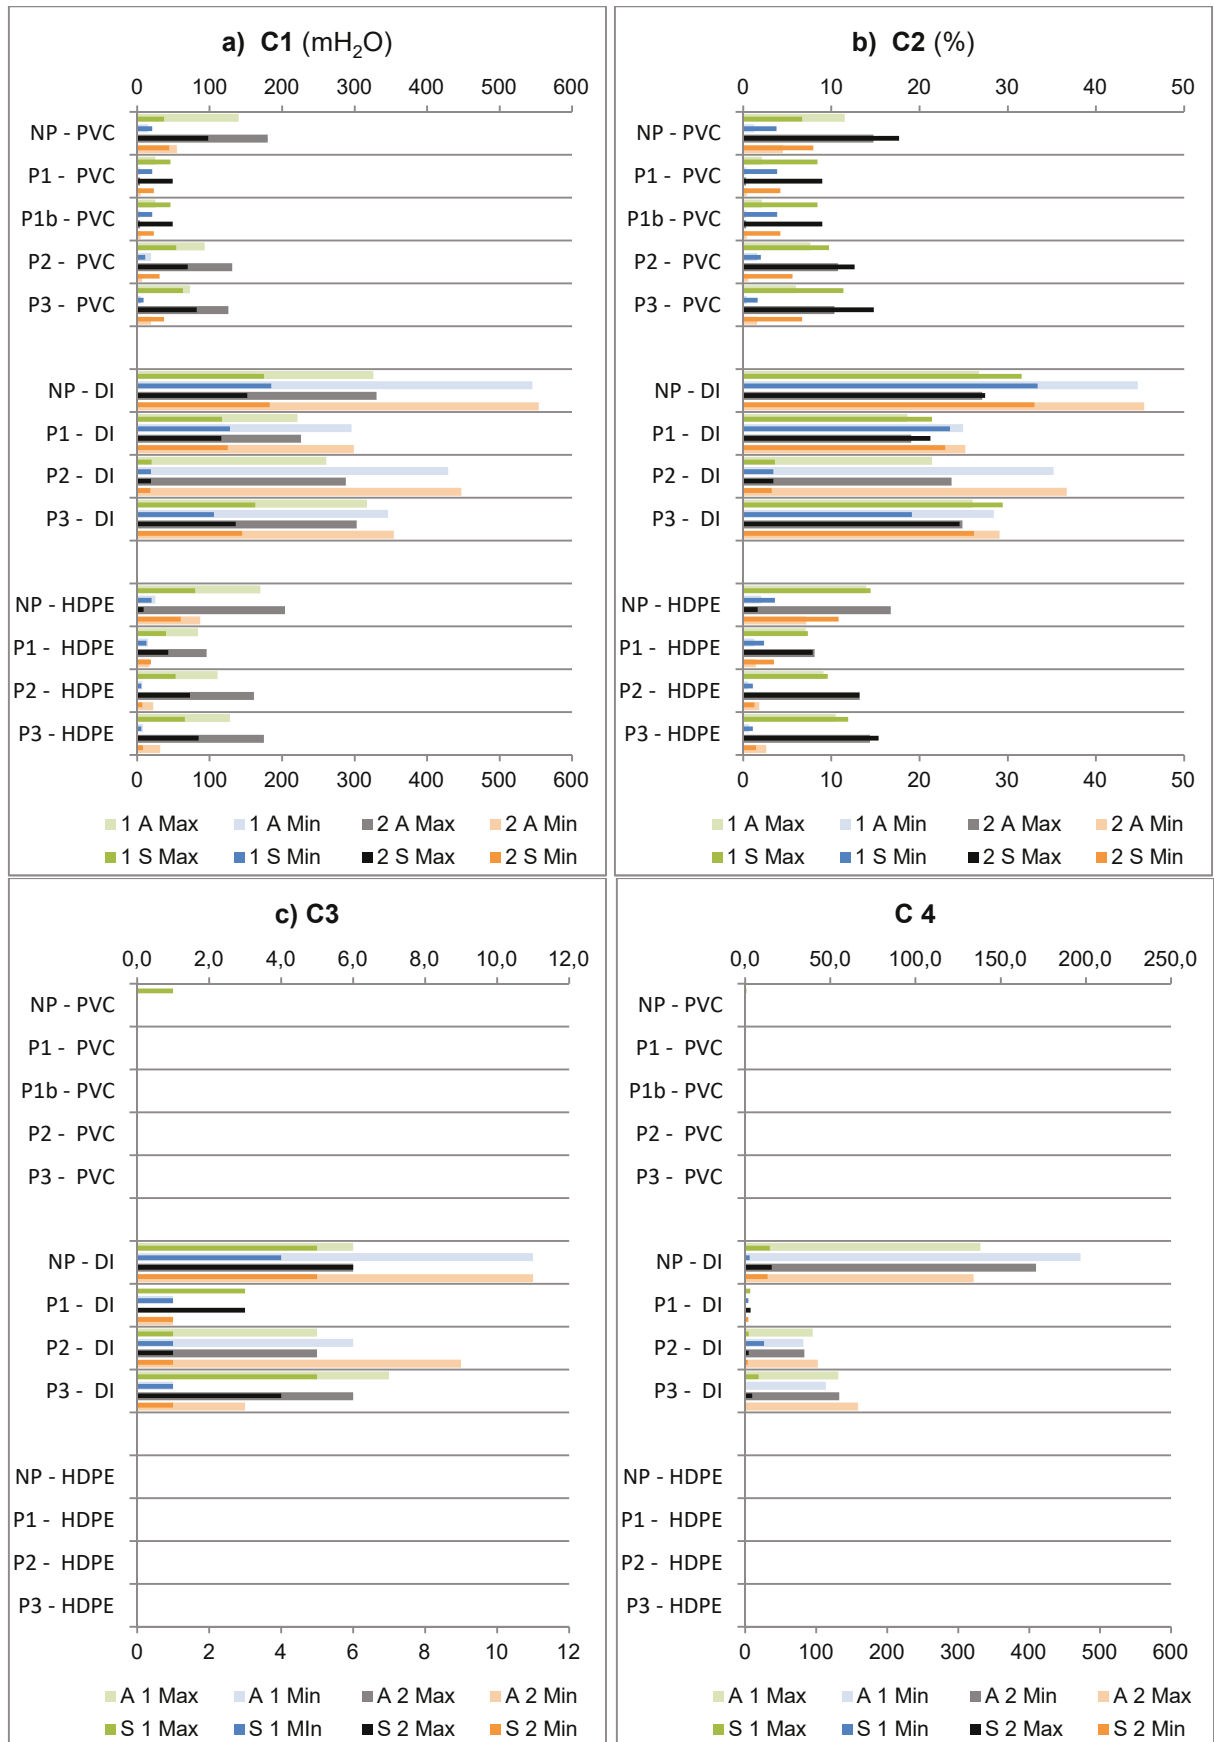 a) C1 (mH₂O)
0 100 200 300 400 500 600
NP - PVC
P1 - PVC
P1b - PVC
P2 - PVC
P3 - PVC
NP - DI
P1 - DI
P2 - DI
P3 - DI
NP - HDPE
P1 - HDPE
P2 - HDPE
P3 - HDPE
0 100 200 300 400 500 600
1 A Max 1 A Min 2 A Max 2 A Min
1 S Max 1 S Min 2 S Max 2 S Min
b) C2 (%)
0 10 20 30 40 50
NP - PVC
P1 - PVC
P1b - PVC
P2 - PVC
P3 - PVC
NP - DI
P1 - DI
P2 - DI
P3 - DI
NP - HDPE
P1 - HDPE
P2 - HDPE
P3 - HDPE
0 10 20 30 40 50
1 A Max 1 A Min 2 A Max 2 A Min
1 S Max 1 S Min 2 S Max 2 S Min
c) C3
0,0 2,0 4,0 6,0 8,0 10,0 12,0
NP - PVC
P1 - PVC
P1b - PVC
P2 - PVC
P3 - PVC
NP - DI
P1 - DI
P2 - DI
P3 - DI
NP - HDPE
P1 - HDPE
P2 - HDPE
P3 - HDPE
0 2 4 6 8 10 12
A 1 Max A 1 Min A 2 Max A 2 Min
S 1 Max S 1 MIn S 2 Max S 2 Min
C 4
0,0 50,0 100,0 150,0 200,0 250,0
NP - PVC
P1 - PVC
P1b - PVC
P2 - PVC
P3 - PVC
NP - DI
P1 - DI
P2 - DI
P3 - DI
NP - HDPE
P1 - HDPE
P2 - HDPE
P3 - HDPE
0 100 200 300 400 500 600
A 1 Max A 1 Min A 2 Min A 2 Max
S 1 Max S 1 Min S 2 Max S 2 Min